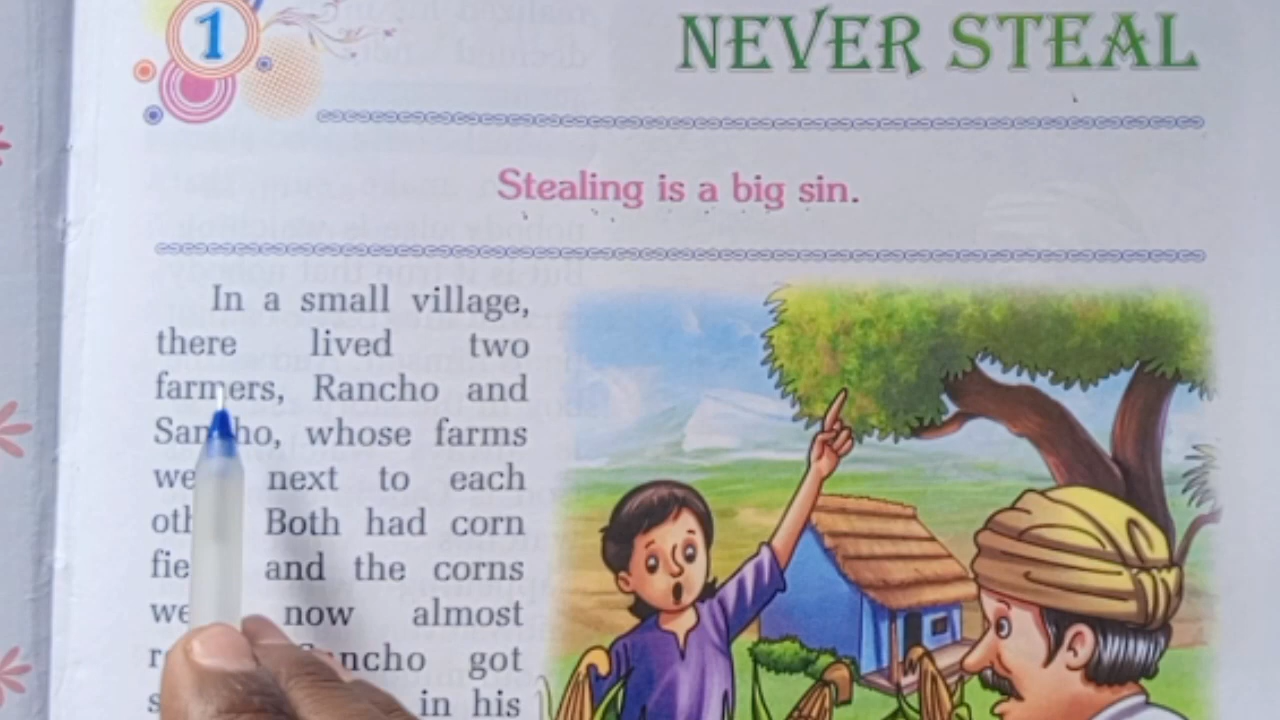 1
NEVER STEAL
Stealing is a big sin.
In a small village,
there lived two
farmers, Rancho and
whose farms
next to each
Both had corn
and the corns
now almost
Sancho got
in his